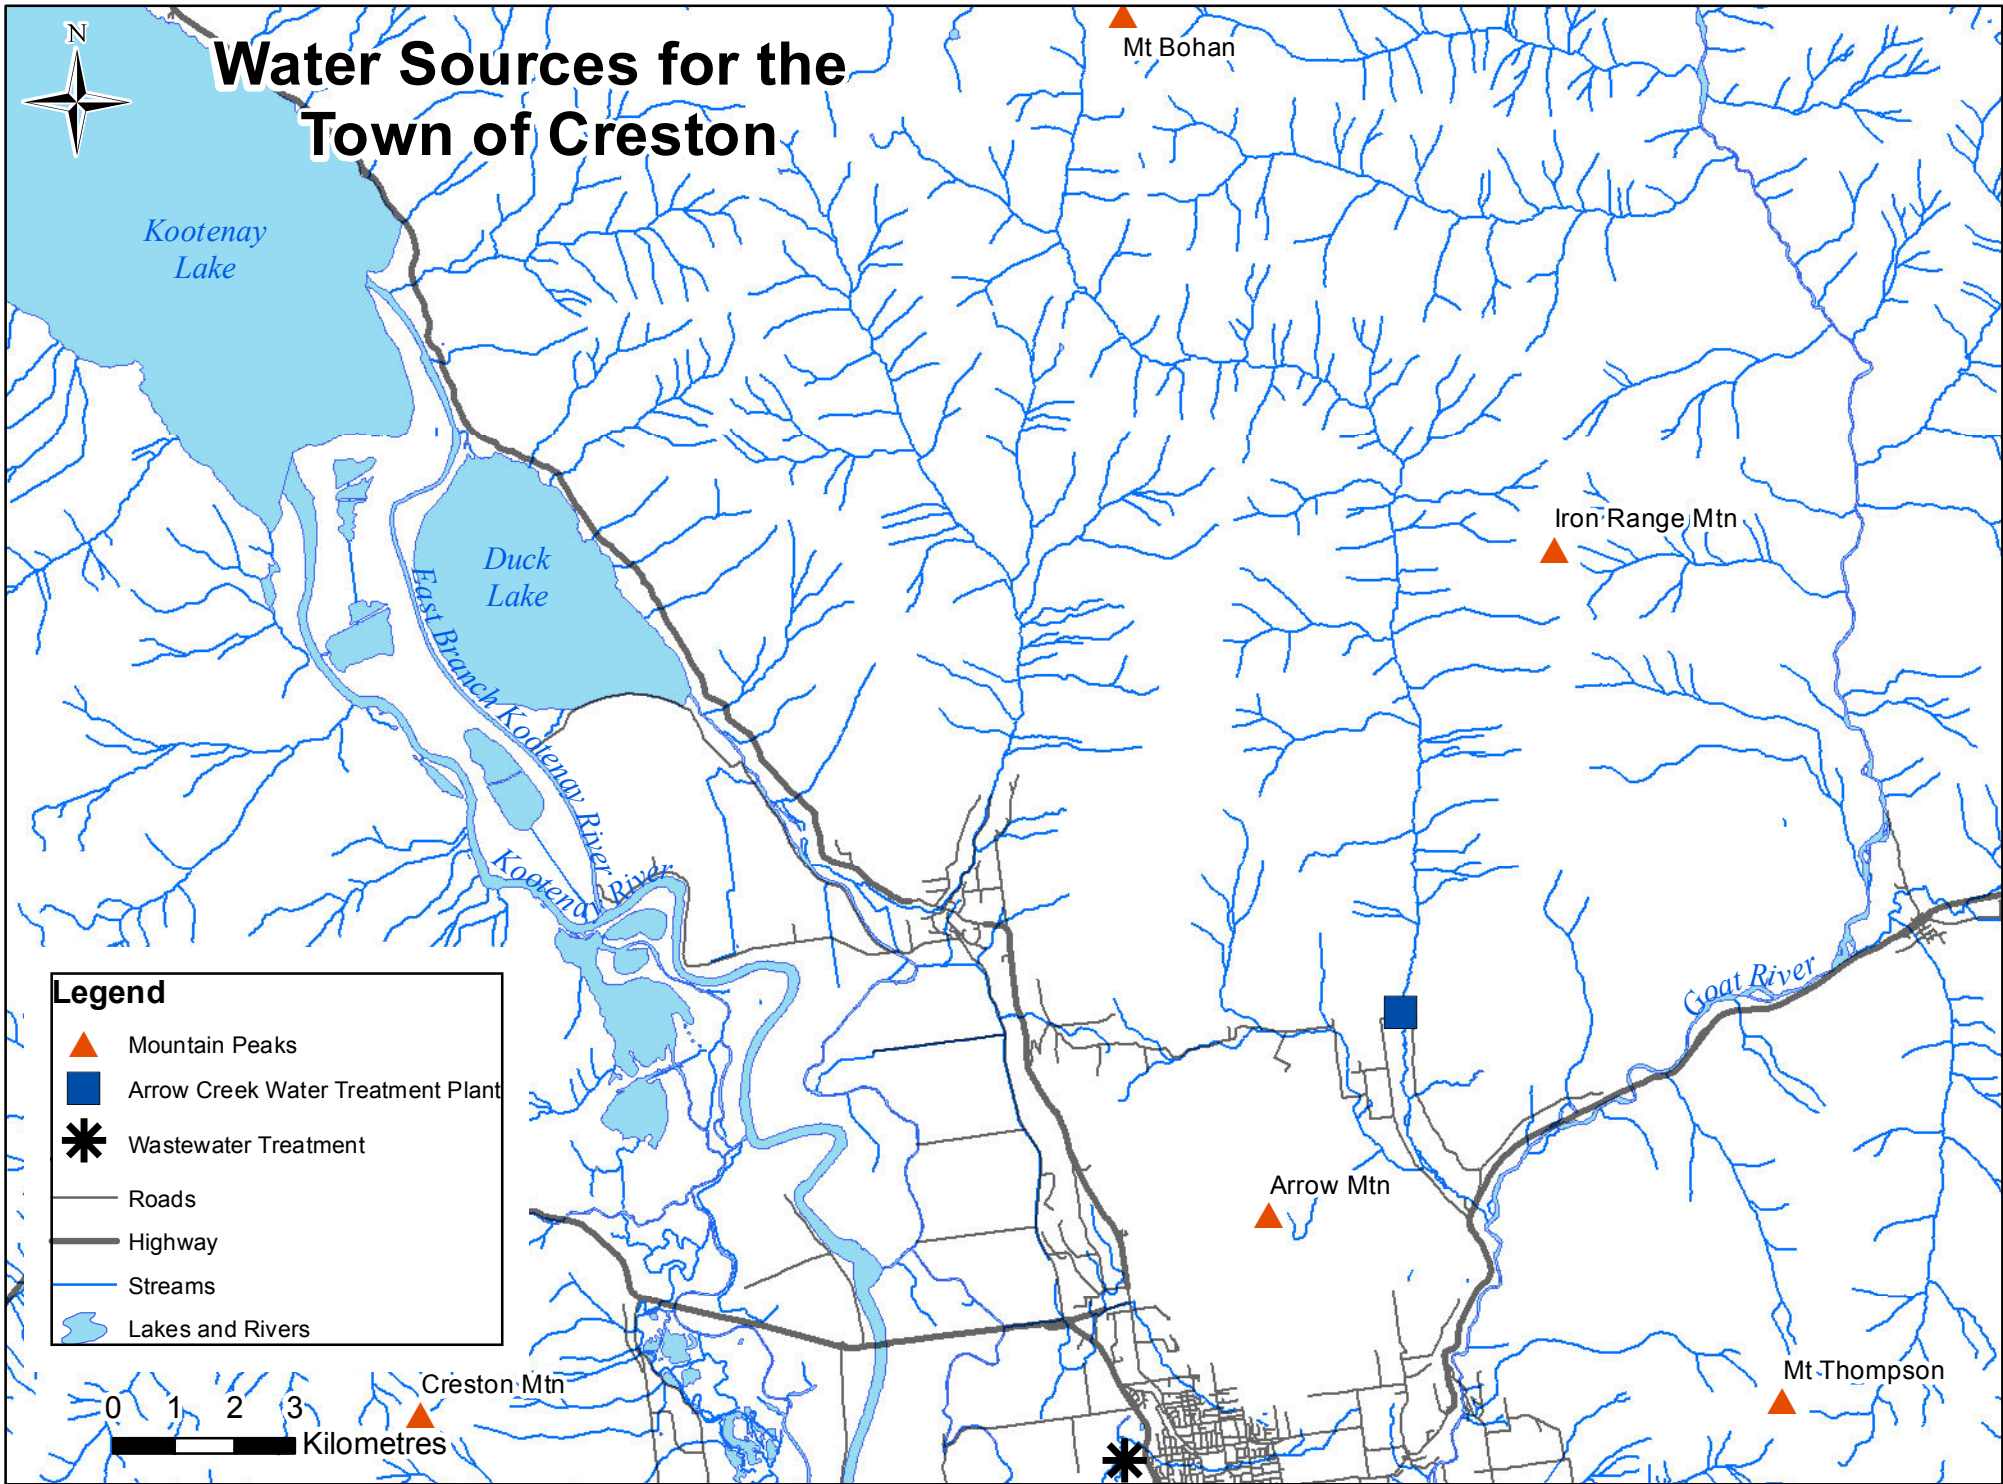 N
Water Sources for the
Town of Creston
Mt Bohan
Kootenay
Lake
Iron Range Mtn
Duck
Lake
East Branch Kootenay River
Kootenay River
Goat River
Legend
Mountain Peaks
Arrow Creek Water Treatment Plant
Wastewater Treatment
Roads
Highway
Streams
Lakes and Rivers
Arrow Mtn
Mt Thompson
Creston Mtn
0 1 2 3
Kilometres